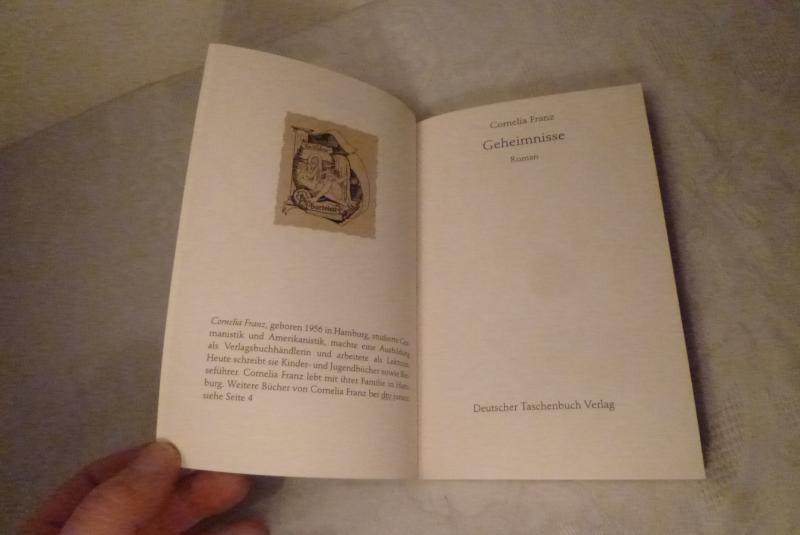 Cornelia Franz, geboren 1956 in Hamburg, studierte Ger-
manistik und Amerikanistik, machte eine Ausbildung
als Verlagsbuchhändlerin und arbeitete als Lektorin.
Heute schreibt sie Kinder- und Jugendbücher sowie Rei-
seführer. Cornelia Franz lebt mit ihrer Familie in Ham-
burg. Weitere Bücher von Cornelia Franz bei dtv junior:
siehe Seite 4
Cornelia Franz
Geheimnisse
Roman
Deutscher Taschenbuch Verlag